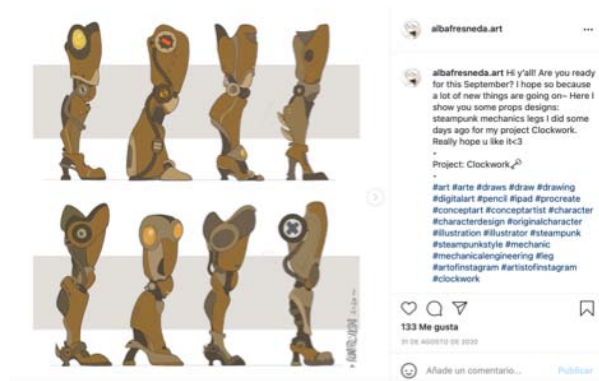 albafresneda.art
albafresneda.art Hi y'all! Are you ready
for this September? I hope so because
a lot of new things are going on~ Here I
show you some props designs:
steampunk mechanics legs I did some
days ago for my project Clockwork.
Really hope u like it<3
-
Project: Clockwork🗝
-
#art #arte #draws #draw #drawing
#digitalart #pencil #ipad #procreate
#conceptart #conceptartist #character
#characterdesign #originalcharacter
#illustration #illustrator #steampunk
#steampunkstyle #mechanic
#mechanicalengineering #leg
#artofinstagram #artistofinstagram
#clockwork
133 Me gusta
31 DE AGOSTO DE 2020
Añade un comentario...
Publicar